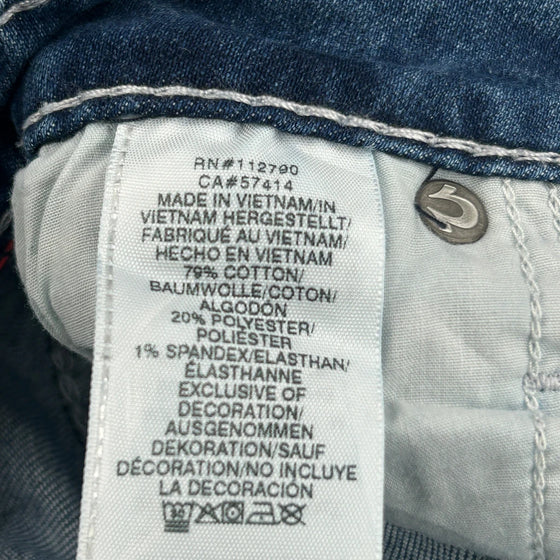 RN#112790
CA#57414
MADE IN VIETNAM/IN
VIETNAM HERGESTELLT/
FABRIQUÉ AU VIETNAM/
HECHO EN VIETNAM
79% COTTON/
BAUMWOLLE/COTON/
ALGODÓN
20% POLYESTER/
POLIÉSTER
1% SPANDEX/ELASTHAN/
ÉLASTHANNE
EXCLUSIVE OF
DECORATION/
AUSGENOMMEN
DEKORATION/SAUF
DÉCORATION/NO INCLUYE
LA DECORACIÓN